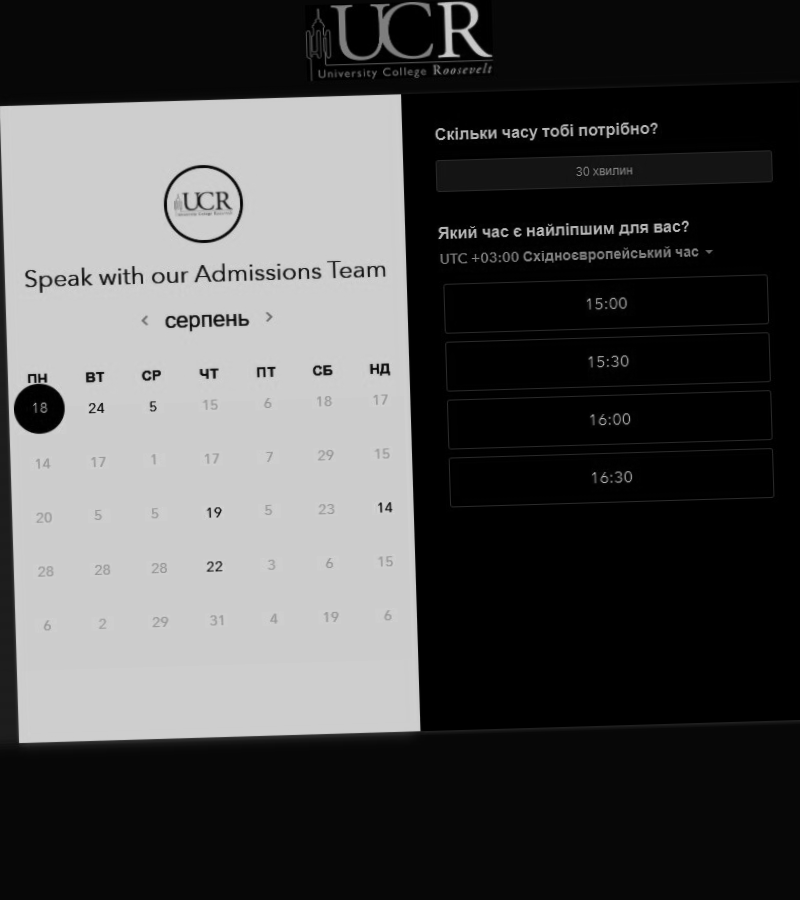 UCR
University College Roosevelt
UCR
Speak with our Admissions Team
серпень
ПН ВТ СР ЧТ ПТ СБ НД
18 24 5 15 6 18 17
14 17 1 17 7 29 15
20 5 5 19 5 23 14
28 28 28 22 3 6 15
6 2 29 31 4 19 6
Скільки часу тобі потрібно?
30 хвилин
Який час є найліпшим для вас?
UTC +03:00 Східноєвропейський час
15:00
15:30
16:00
16:30